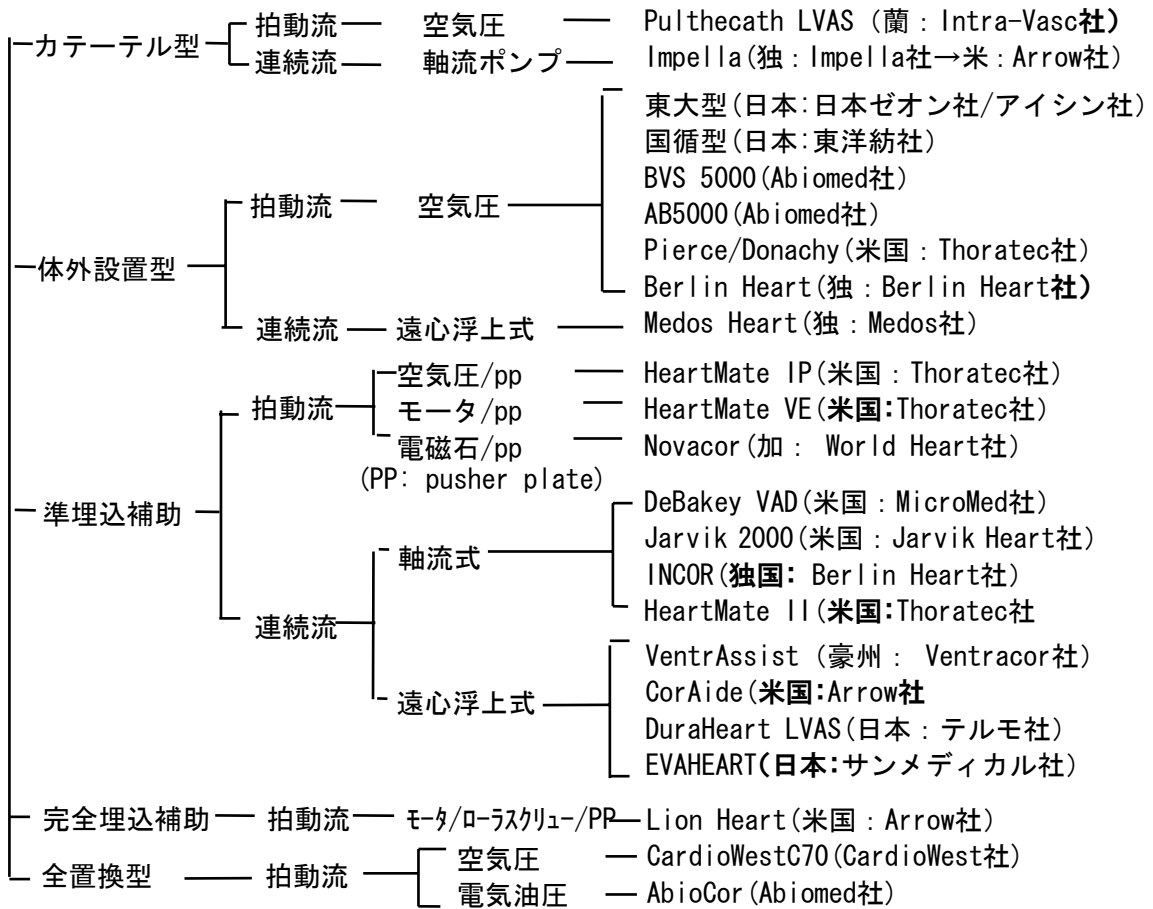 カテーテル型 拍動流 空気圧 Pulthecath LVAS (蘭：Intra-Vasc社)
連続流 軸流ポンプ Impella(独：Impella社→米：Arrow社)
体外設置型 拍動流 空気圧 東大型(日本:日本ゼオン社/アイシン社)
国循型(日本:東洋紡社)
BVS 5000(Abiomed社)
AB5000(Abiomed社)
Pierce/Donachy(米国：Thoratec社)
Berlin Heart(独：Berlin Heart社)
連続流 遠心浮上式 Medos Heart(独：Medos社)
準埋込補助 拍動流 空気圧/pp HeartMate IP(米国：Thoratec社)
モータ/pp HeartMate VE(米国:Thoratec社)
電磁石/pp Novacor(加： World Heart社)
(PP: pusher plate)
連続流 軸流式 DeBakey VAD(米国：MicroMed社)
Jarvik 2000(米国：Jarvik Heart社)
INCOR(独国: Berlin Heart社)
HeartMate II(米国:Thoratec社
遠心浮上式 VentrAssist (豪州： Ventracor社)
CorAide(米国:Arrow社
DuraHeart LVAS(日本：テルモ社)
EVAHEART(日本:サンメディカル社)
完全埋込補助 拍動流 ﾓｰﾀ/ﾛｰﾗｽｸﾘｭｰ/PP Lion Heart(米国：Arrow社)
全置換型 拍動流 空気圧 CardioWestC70(CardioWest社)
電気油圧 AbioCor(Abiomed社)